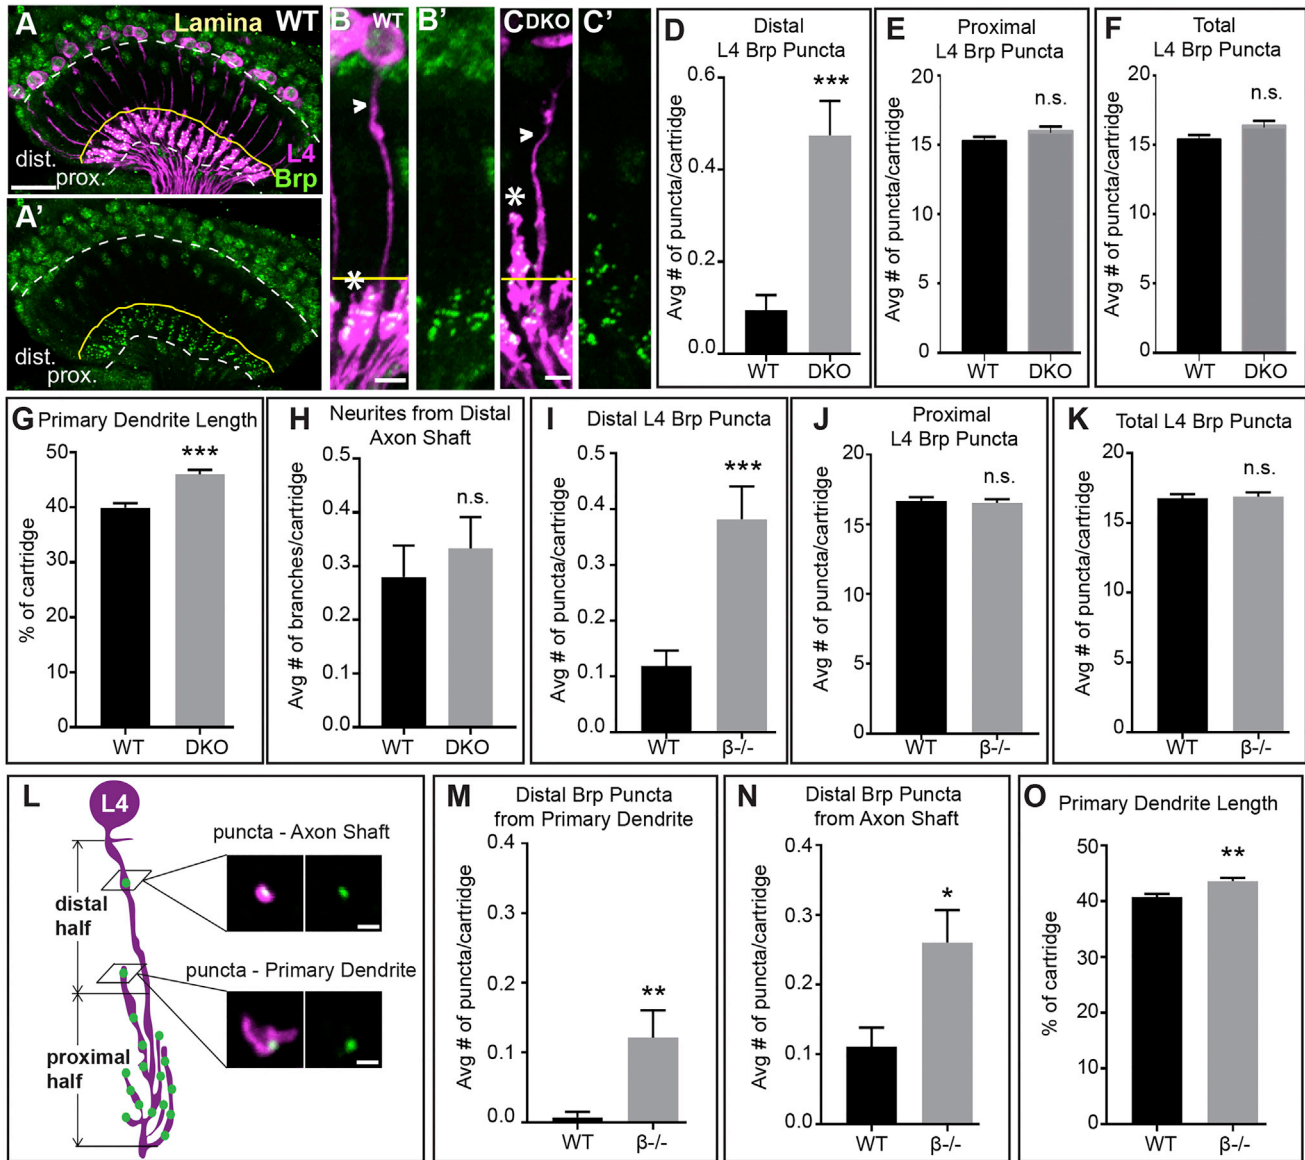 A Lamina WT
dist.
prox.
L4
Brp
A'
dist.
prox.
B WT
*
B'
C DKO
*
C'
D Distal
L4 Brp Puncta
Avg # of puncta/cartridge
0.6
0.4
0.2
0.0
***
WT DKO
E Proximal
L4 Brp Puncta
Avg # of puncta/cartridge
20
15
10
5
0
n.s.
WT DKO
F Total
L4 Brp Puncta
Avg # of puncta/cartridge
20
15
10
5
0
n.s.
WT DKO
G Primary Dendrite Length
% of cartridge
50
40
30
20
10
0
***
WT DKO
H Neurites from Distal
Axon Shaft
Avg # of branches/cartridge
0.5
0.4
0.3
0.2
0.1
0.0
n.s.
WT DKO
I Distal L4 Brp Puncta
Avg # of puncta/cartridge
0.5
0.4
0.3
0.2
0.1
0.0
***
WT β-/-
J Proximal
L4 Brp Puncta
Avg # of puncta/cartridge
20
15
10
5
0
n.s.
WT β-/-
K Total L4 Brp Puncta
Avg # of puncta/cartridge
20
15
10
5
0
n.s.
WT β-/-
L
L4
distal
half
proximal
half
puncta - Axon Shaft
puncta - Primary Dendrite
M Distal Brp Puncta
from Primary Dendrite
Avg # of puncta/cartridge
0.4
0.3
0.2
0.1
0.0
**
WT β-/-
N Distal Brp Puncta
from Axon Shaft
Avg # of puncta/cartridge
0.4
0.3
0.2
0.1
0.0
*
WT β-/-
O Primary Dendrite Length
% of cartridge
50
40
30
20
10
0
**
WT β-/-